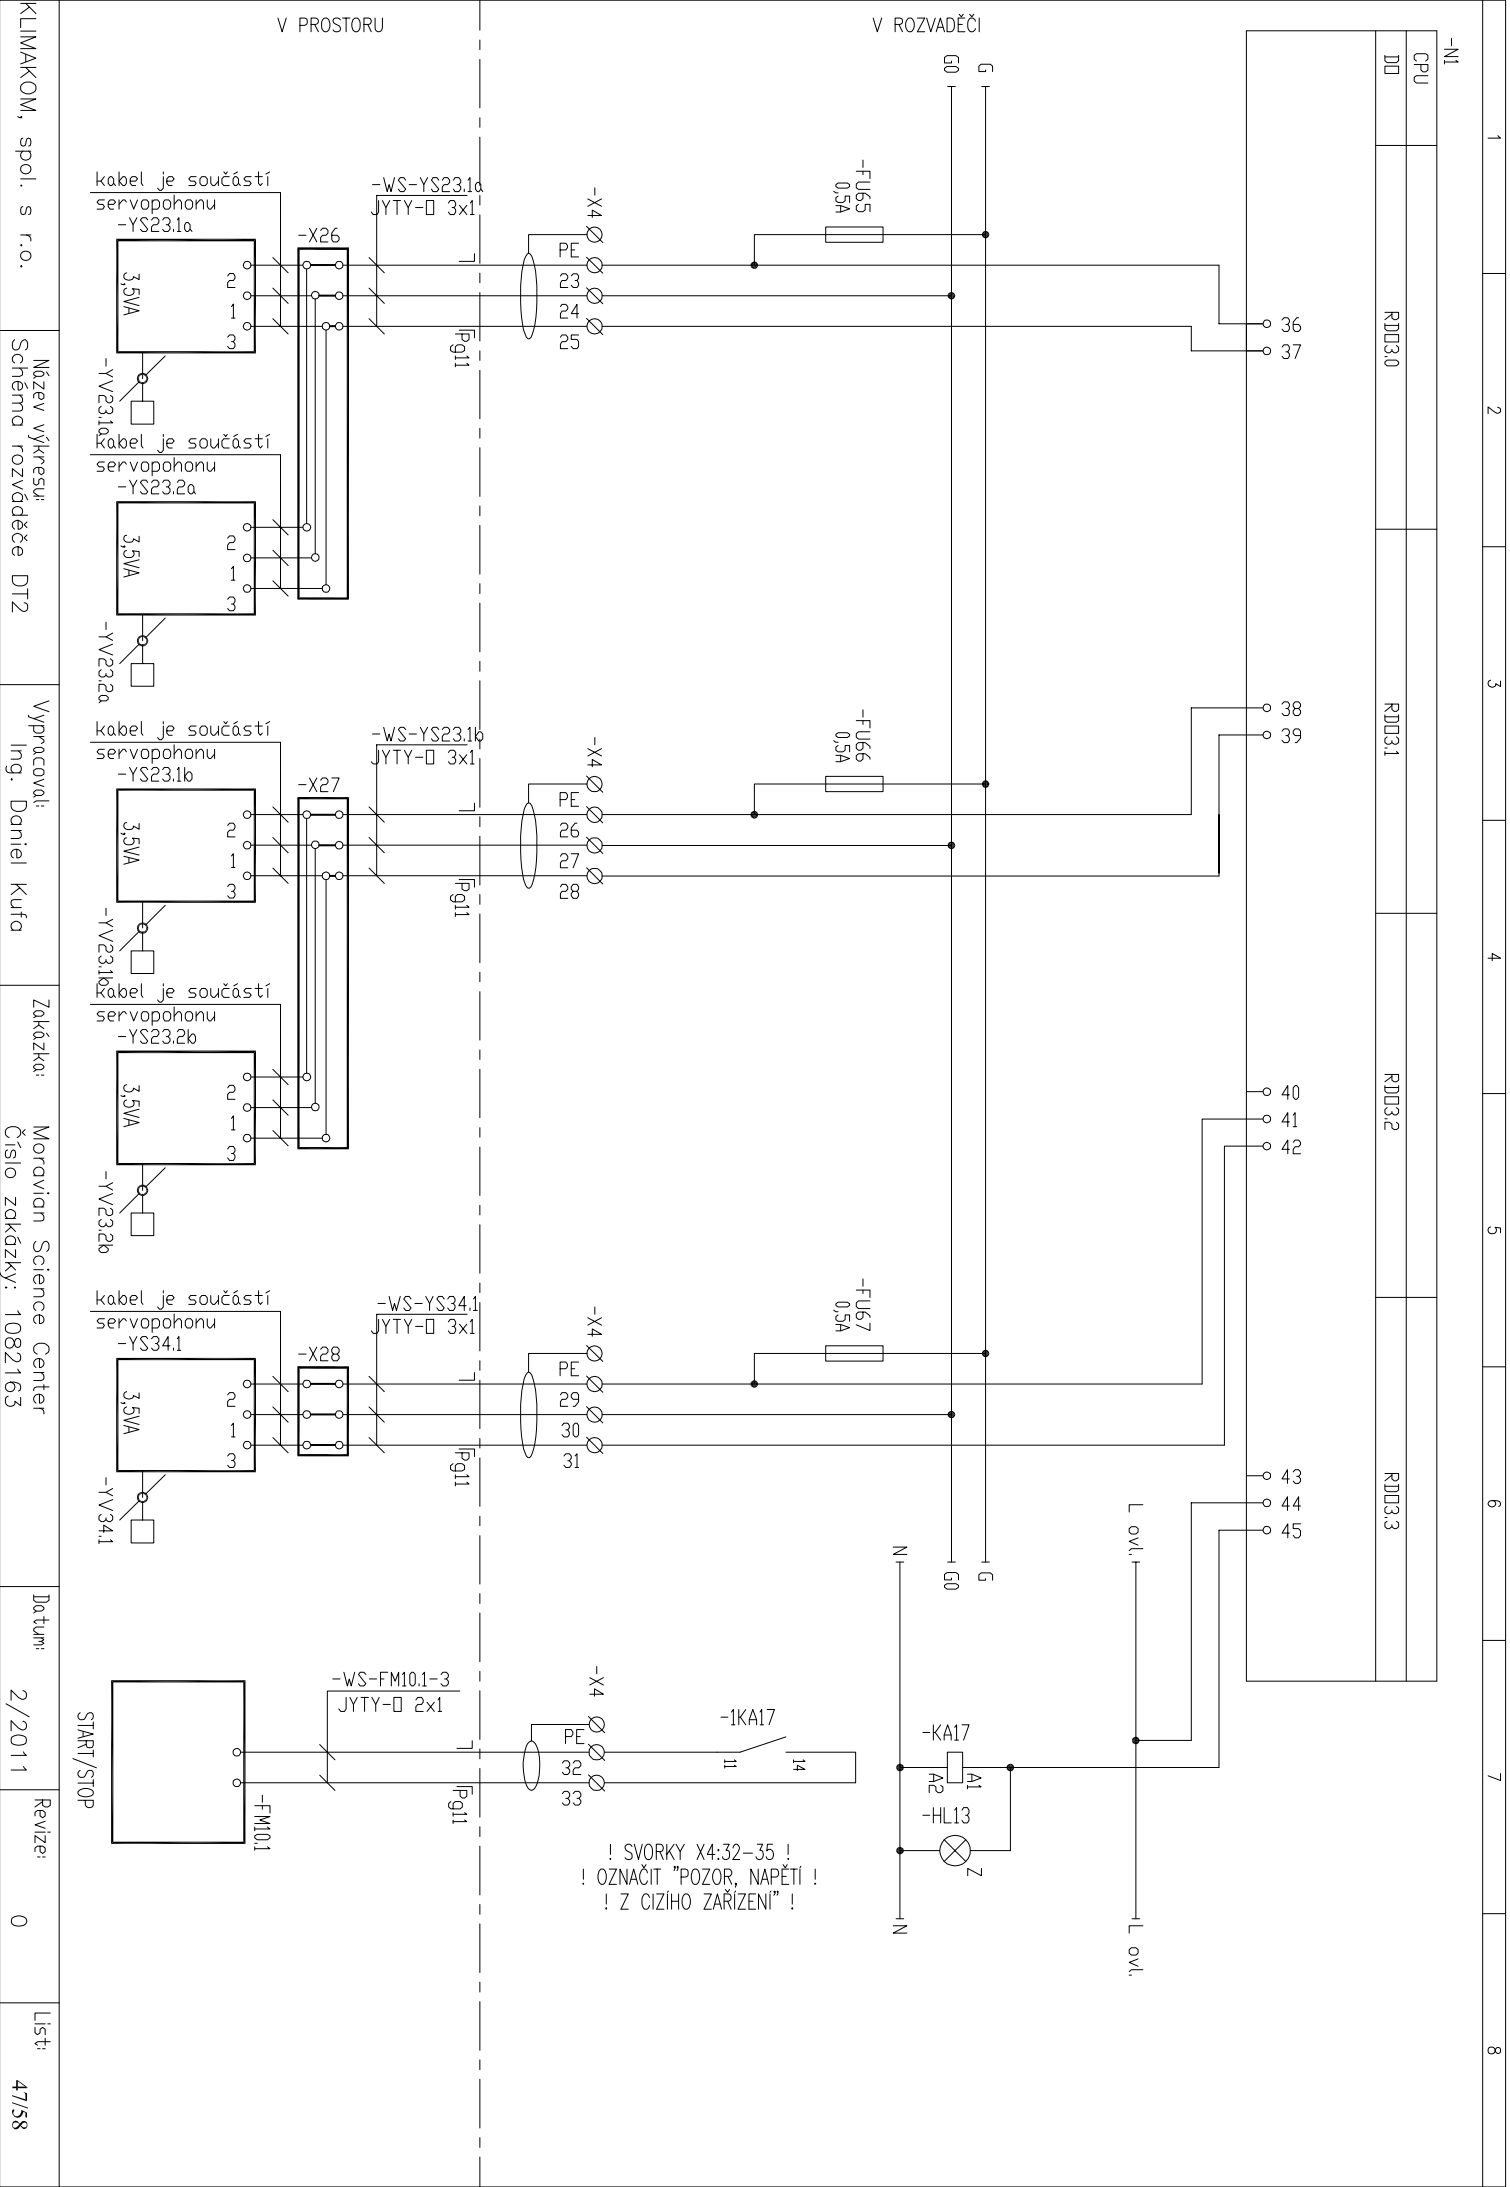 1
2
3
4
5
6
7
8
-N1
CPU
DO
RDO3.0
RDO3.1
RDO3.2
RDO3.3
36
37
38
39
40
41
42
43
44
45
V PROSTORU
V ROZVADĚČI
G
G0
G
G0
L ovl.
L ovl.
N
N
-FU65
0,5A
-FU66
0,5A
-FU67
0,5A
-X4
PE
23
24
25
-X4
PE
26
27
28
-X4
PE
29
30
31
-X4
PE
32
33
-1KA17
11
14
-KA17
A1
A2
-HL13
Z
! SVORKY X4:32-35 !
! OZNAČIT "POZOR, NAPĚTÍ !
! Z CIZÍHO ZAŘÍZENÍ" !
-WS-YS23.1a
JYTY-O 3x1
Pg11
-WS-YS23.1b
JYTY-O 3x1
Pg11
-WS-YS34.1
JYTY-O 3x1
Pg11
-WS-FM10.1-3
JYTY-O 2x1
Pg11
-X26
-X27
-X28
kabel je součástí
servopohonu
-YS23.1a
2
1
3
3,5VA
-YV23.1a
kabel je součástí
servopohonu
-YS23.2a
2
1
3
3,5VA
-YV23.2a
kabel je součástí
servopohonu
-YS23.1b
2
1
3
3,5VA
-YV23.1b
kabel je součástí
servopohonu
-YS23.2b
2
1
3
3,5VA
-YV23.2b
kabel je součástí
servopohonu
-YS34.1
2
1
3
3,5VA
-YV34.1
-FM10.1
START/STOP
KLIMAKOM, spol. s r.o.
Název výkresu:
Schéma rozváděče DT2
Vypracoval:
Ing. Daniel Kufa
Zakázka: Moravian Science Center
Číslo zakázky: 1082163
Datum:
2/2011
Revize:
0
List:
47/58